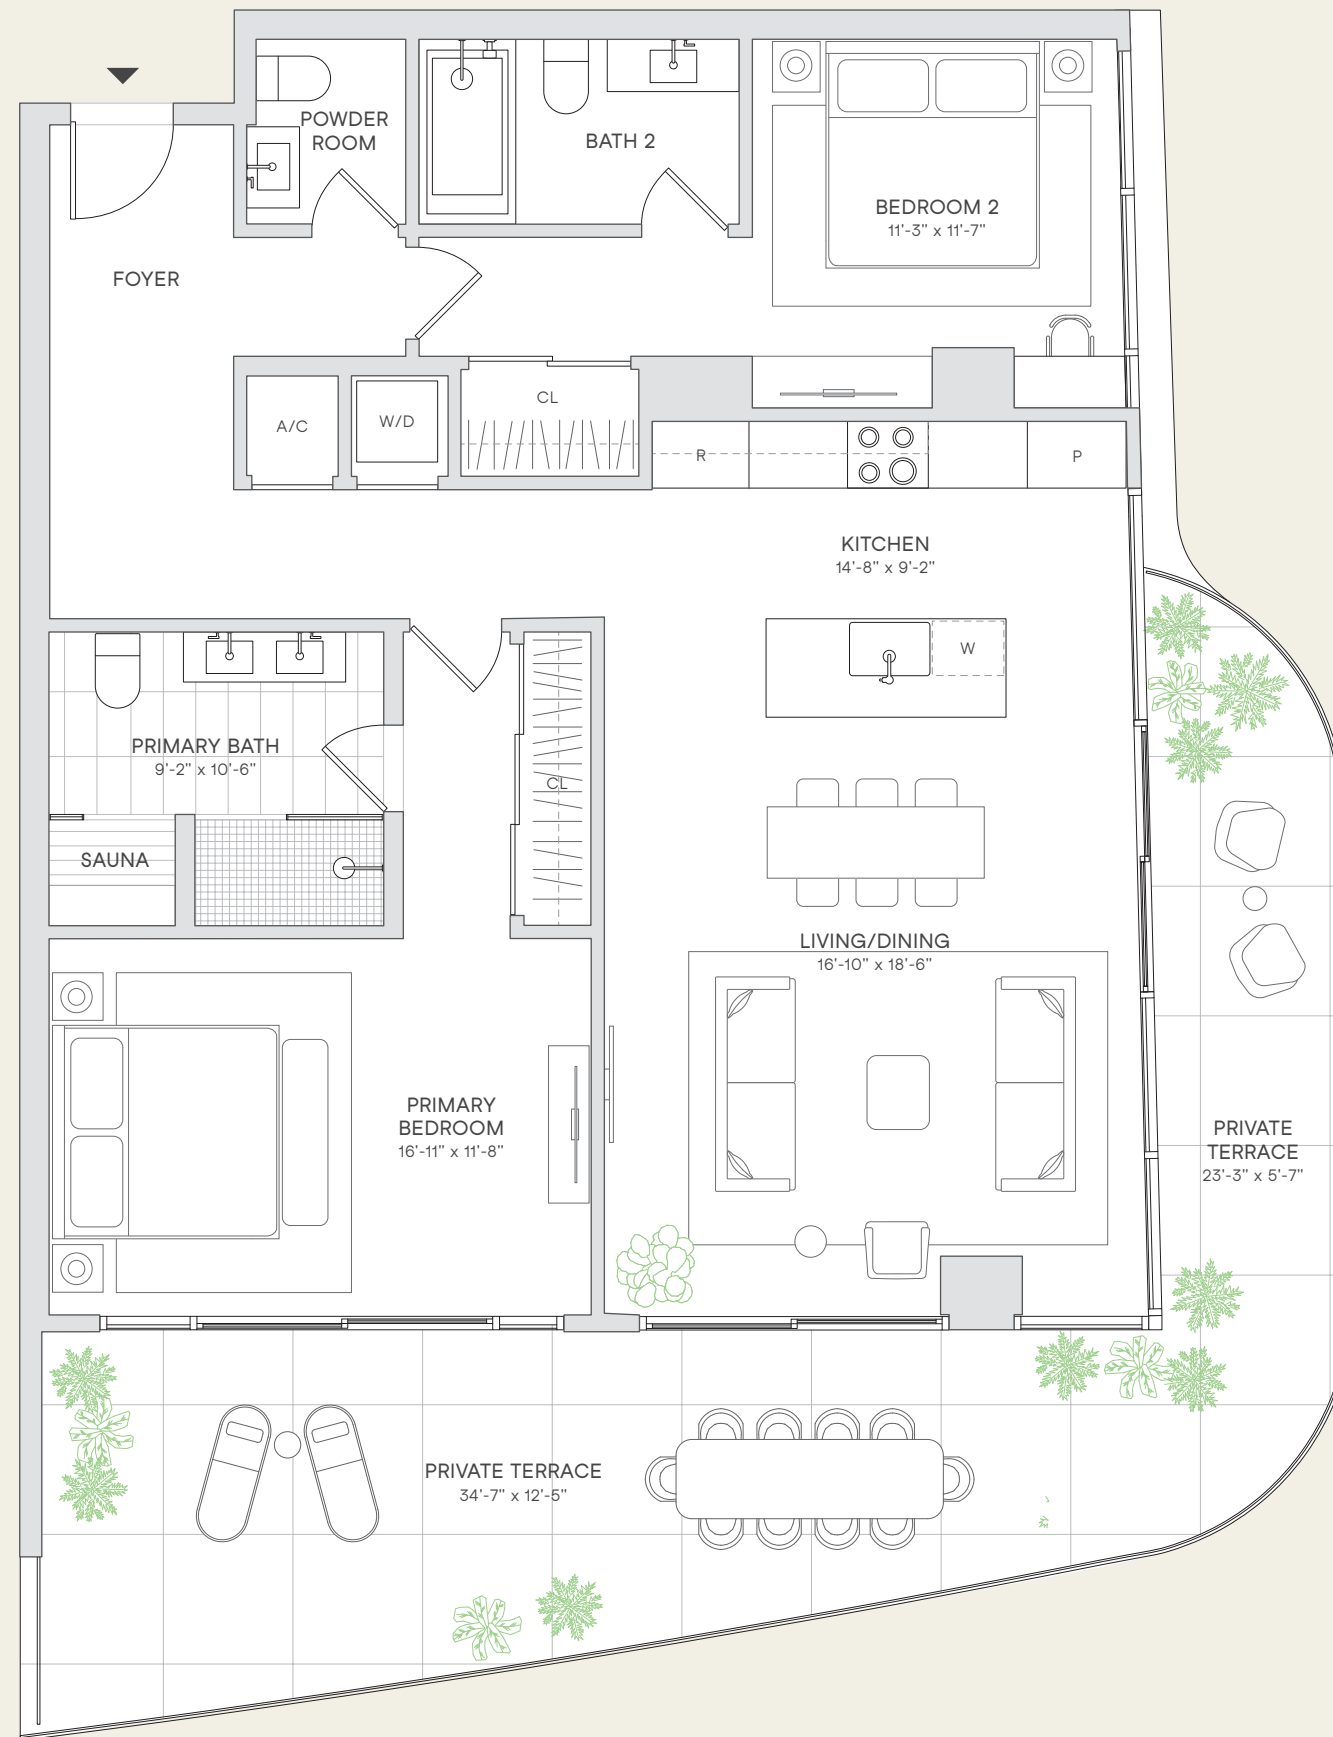 POWDER
ROOM
BATH 2
BEDROOM 2
11'-3" x 11'-7"
FOYER
A/C
W/D
CL
R
P
KITCHEN
14'-8" x 9'-2"
W
PRIMARY BATH
9'-2" x 10'-6"
CL
SAUNA
LIVING/DINING
16'-10" x 18'-6"
PRIMARY
BEDROOM
16'-11" x 11'-8"
PRIVATE
TERRACE
23'-3" x 5'-7"
PRIVATE TERRACE
34'-7" x 12'-5"